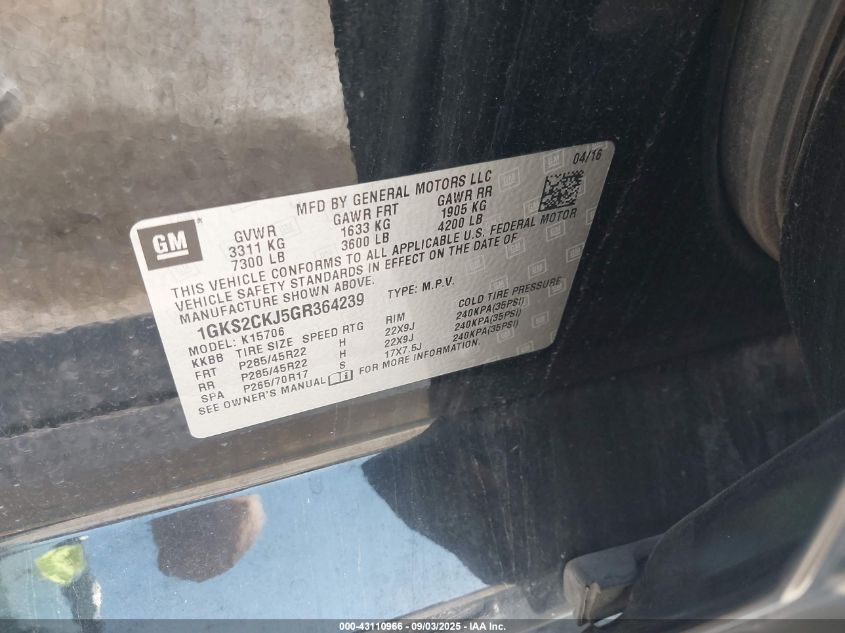 04/16
MFD BY GENERAL MOTORS LLC
GM GVWR GAWR FRT GAWR RR
3311 KG 1633 KG 1905 KG
7300 LB 3600 LB 4200 LB
THIS VEHICLE CONFORMS TO ALL APPLICABLE U.S. FEDERAL MOTOR
VEHICLE SAFETY STANDARDS IN EFFECT ON THE DATE OF
MANUFACTURE SHOWN ABOVE.
1GKS2CKJ5GR364239 TYPE: M.P.V.
MODEL: K15706
KKBB TIRE SIZE SPEED RTG RIM COLD TIRE PRESSURE
FRT P285/45R22 H 22X9J 240KPA(35PSI)
RR P285/45R22 H 22X9J 240KPA(35PSI)
SPA P265/70R17 S 17X7.5J 240KPA(35PSI)
SEE OWNER'S MANUAL FOR MORE INFORMATION.
000-43110966 - 09/03/2025 - IAA Inc.